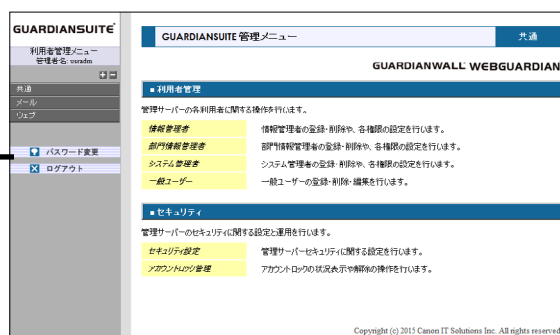 GUARDIANSUITE
利用者管理メニュー
管理者名: usradm
共通
メール
ウェブ
パスワード変更
ログアウト
GUARDIANSUITE 管理メニュー
共通
GUARDIANWALL WEBGUARDIAN
■利用者管理
管理サーバーの各利用者に関する操作を行います。
情報管理者 情報管理者の登録・削除や、各権限の設定を行います。
部門情報管理者 部門情報管理者の登録・削除や、各権限の設定を行います。
システム管理者 システム管理者の登録・削除や、各権限の設定を行います。
一般ユーザー 一般ユーザーの登録・削除・編集を行います。
■セキュリティ
管理サーバーのセキュリティに関する設定と運用を行います。
セキュリティ設定 管理サーバーセキュリティに関する設定を行います。
アカウントロック管理 アカウントロックの状況表示や解除の操作を行います。
Copyright (c) 2015 Canon IT Solutions Inc. All rights reserved